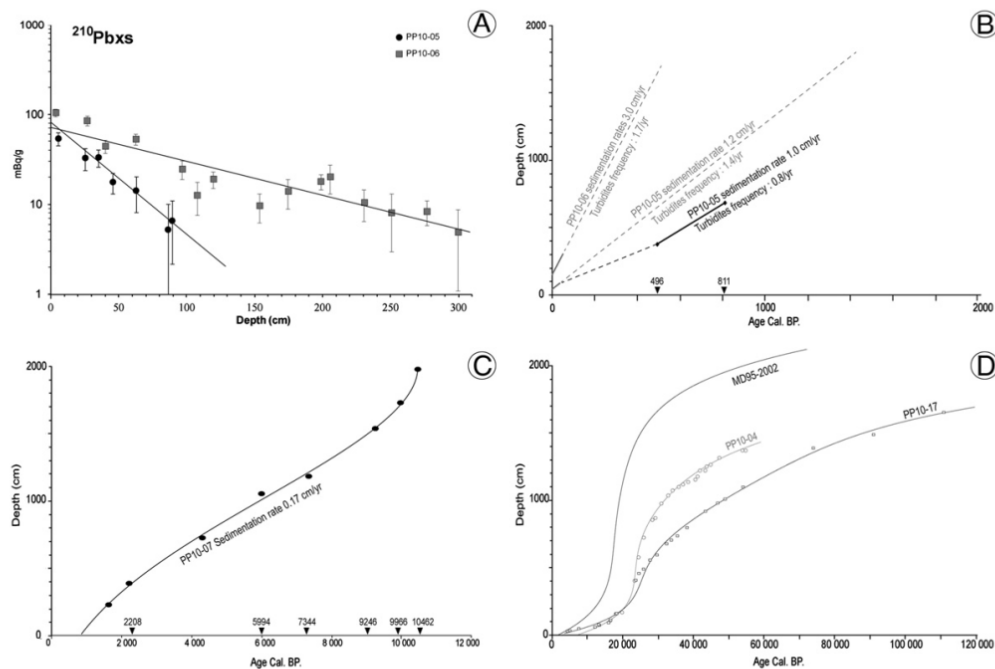 210Pbxs
A
PP10-05
PP10-06
1000
100
10
1
mBq/g
0 50 100 150 200 250 300
Depth (cm)
B
2000
1000
0
Depth (cm)
PP10-06 sedimentation rates 3.0 cm/yr
Turbidites frequency : 1.7/yr
PP10-05 sedimentation rate 1.2 cm/yr
Turbidites frequency : 1.4/yr
PP10-05 sedimentation rate 1.0 cm/yr
Turbidites frequency : 0.8/yr
496 811
0 1000 2000
Age Cal. BP.
C
2000
1000
0
Depth (cm)
PP10-07 Sedimentation rate 0.17 cm/yr
2208 5994 7344 9246 9966 10462
0 2 000 4 000 6 000 8 000 10 000 12 000
Age Cal. BP.
D
2000
1000
0
Depth (cm)
MD95-2002
PP10-04
PP10-17
0 20 000 40 000 60 000 80 000 100 000 120 000
Age Cal. BP.